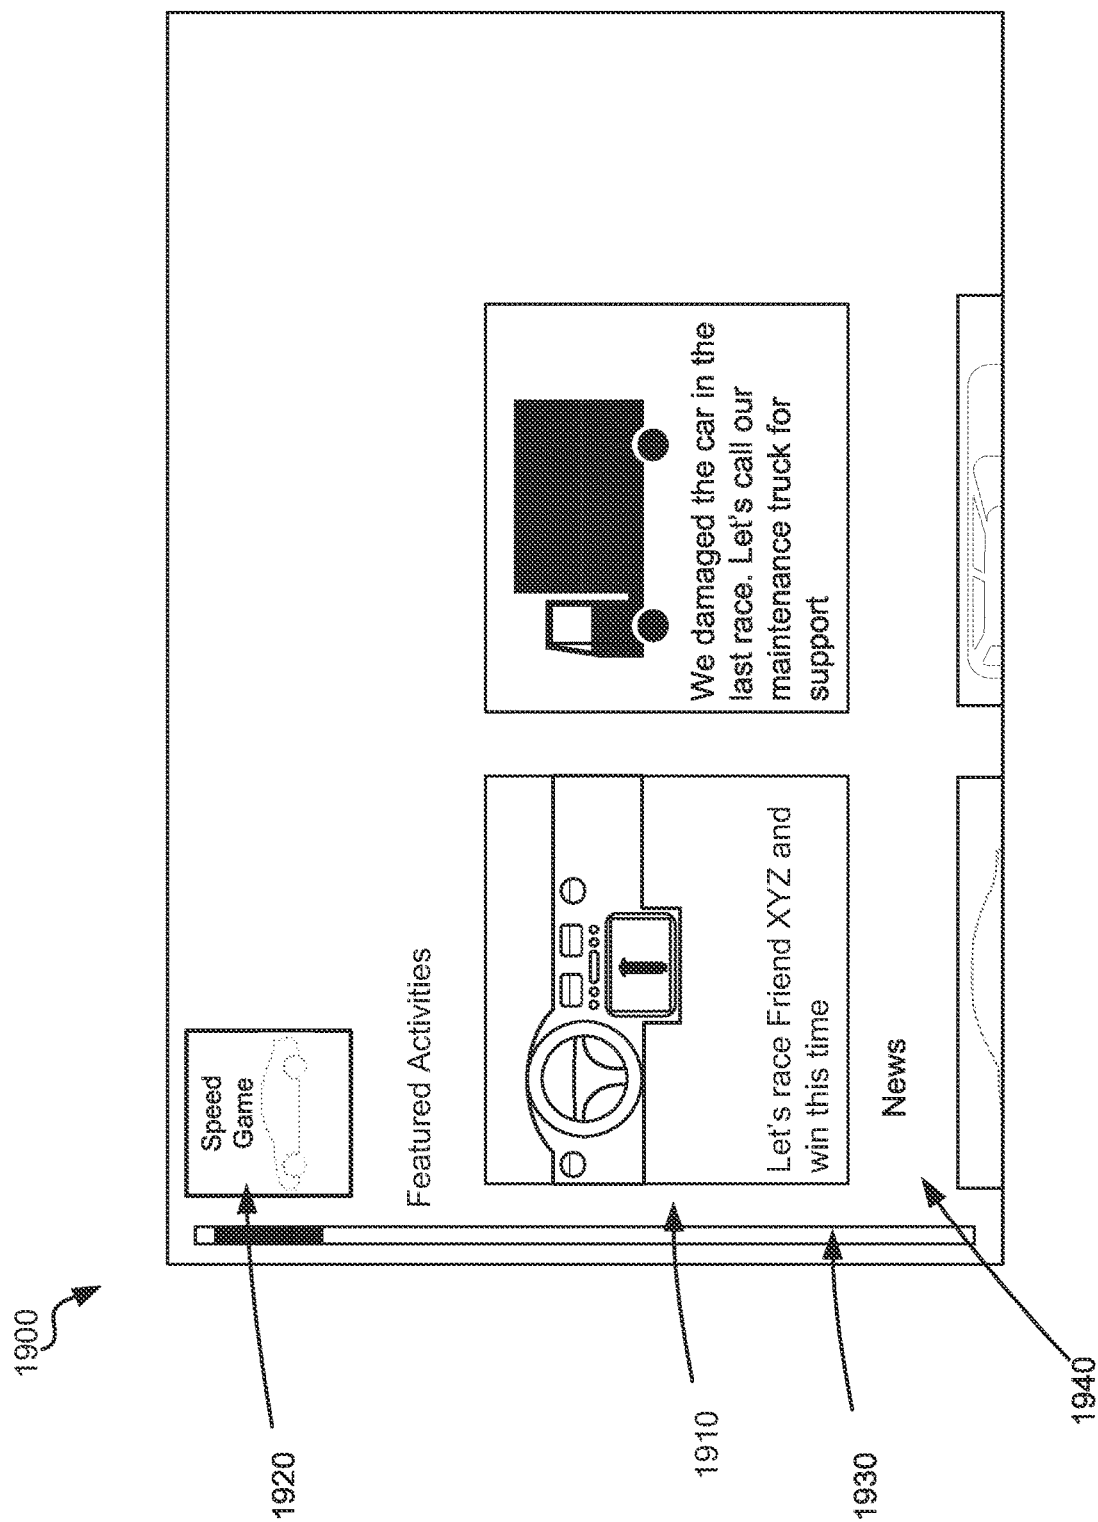 1900
1920
Speed
Game
Featured Activities
1910
Let's race Friend XYZ and
win this time
We damaged the car in the
last race. Let's call our
maintenance truck for
support
1930
News
1940